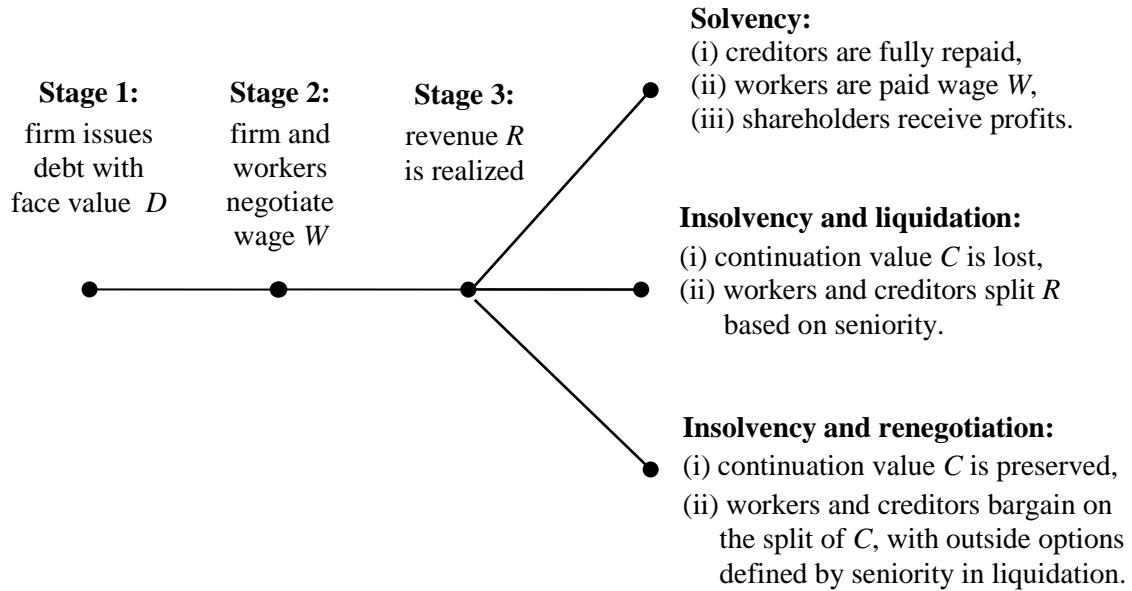 Stage 1:
firm issues
debt with
face value D
Stage 2:
firm and
workers
negotiate
wage W
Stage 3:
revenue R
is realized
Solvency:
(i) creditors are fully repaid,
(ii) workers are paid wage W,
(iii) shareholders receive profits.
Insolvency and liquidation:
(i) continuation value C is lost,
(ii) workers and creditors split R
based on seniority.
Insolvency and renegotiation:
(i) continuation value C is preserved,
(ii) workers and creditors bargain on
the split of C, with outside options
defined by seniority in liquidation.